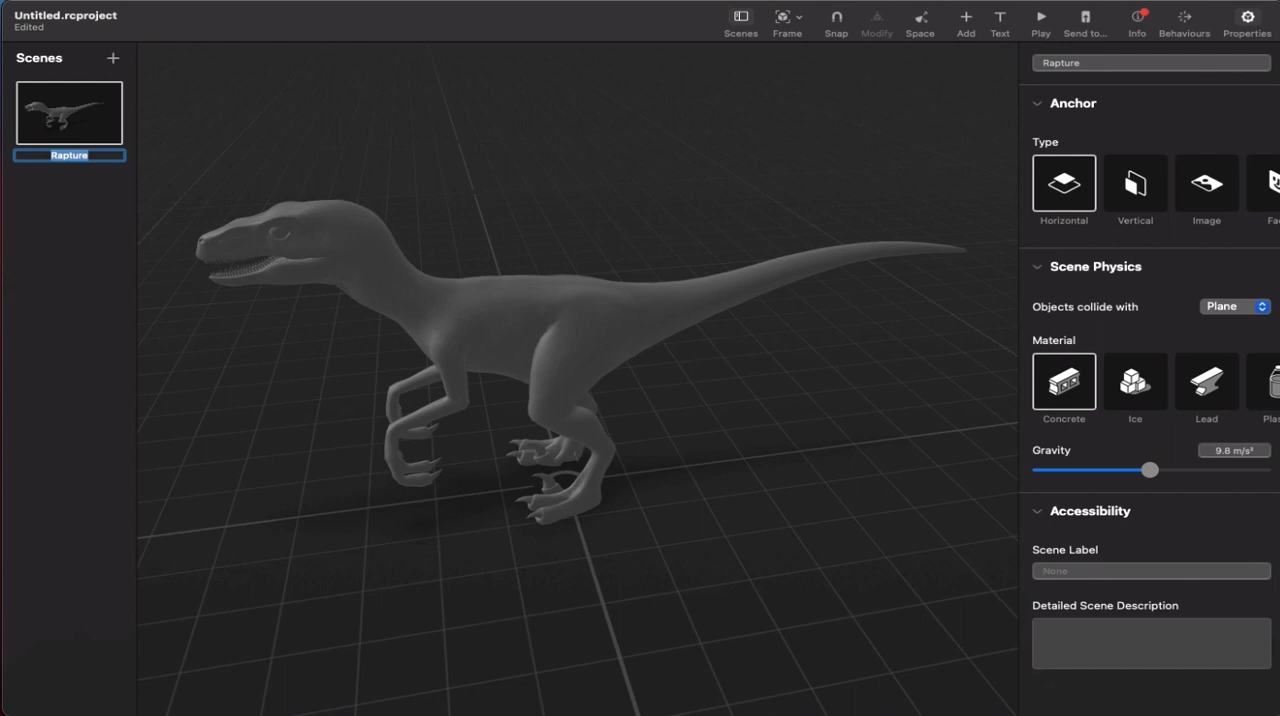 Untitled.rcproject
Edited
Scenes
Frame
Snap
Modify
Space
Add
Text
Play
Send to...
Info
Behaviours
Properties
Scenes
Rapture
Rapture
Anchor
Type
Horizontal
Vertical
Image
Fac
Scene Physics
Objects collide with
Plane
Material
Concrete
Ice
Lead
Plas
Gravity
9.8 m/s²
Accessibility
Scene Label
None
Detailed Scene Description